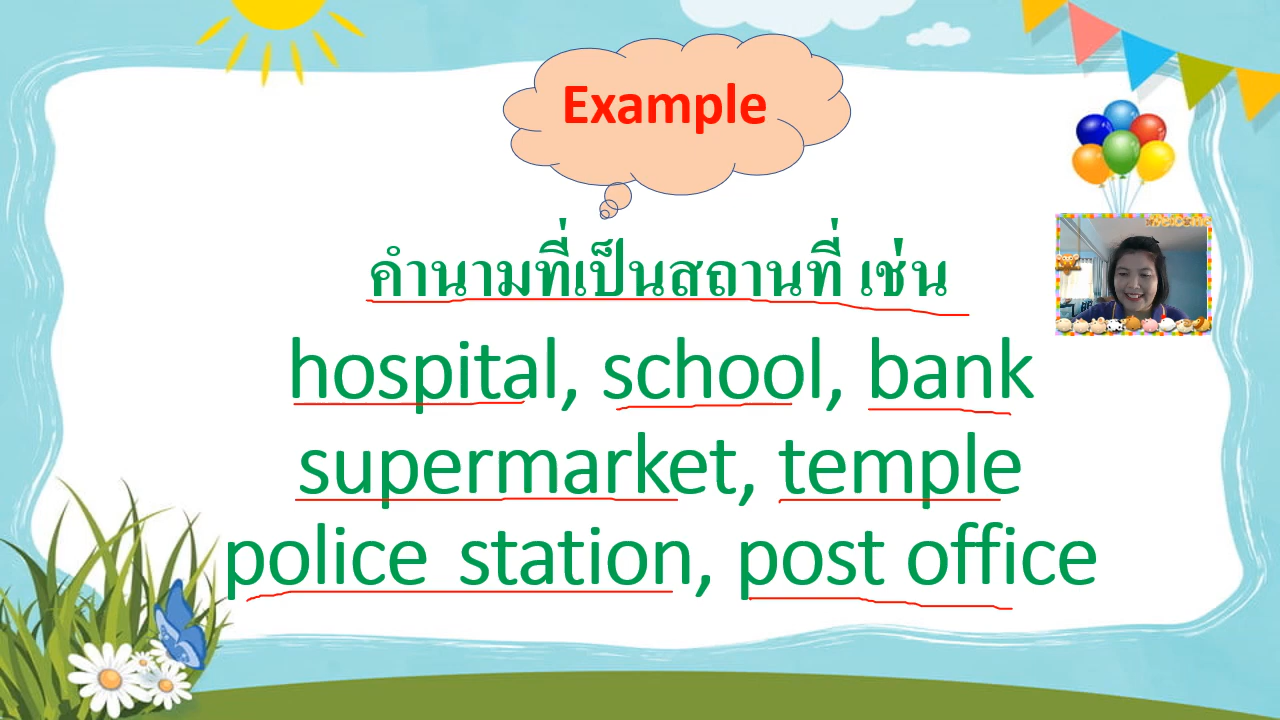 Example
คำนามที่เป็นสถานที่ เช่น
hospital, school, bank
supermarket, temple
police station, post office